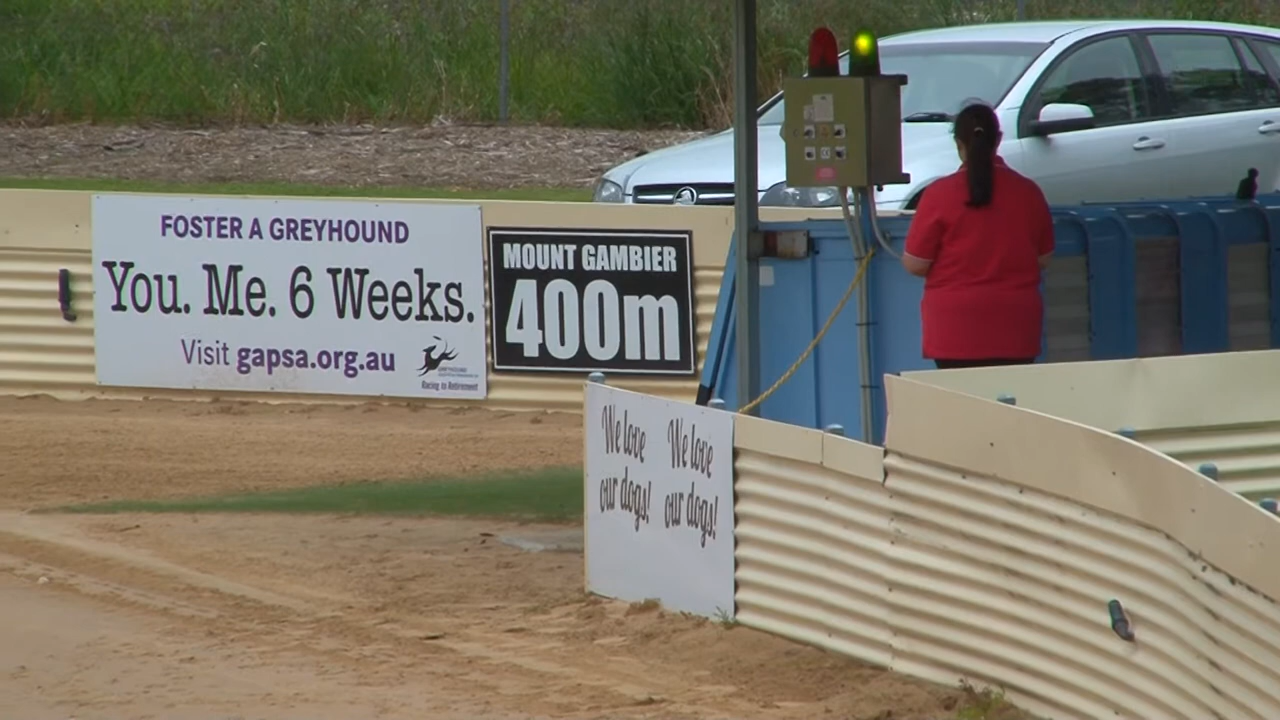 FOSTER A GREYHOUND
You. Me. 6 Weeks.
Visit gapsa.org.au
GREYHOUND
Racing to Retirement
MOUNT GAMBIER
400m
We love
our dogs!
We love
our dogs!